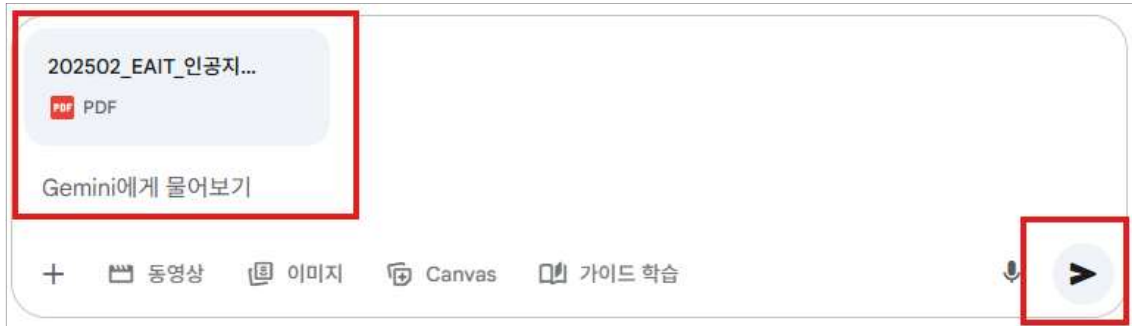 202502_EAIT_인공지...
PDF PDF
Gemini에게 물어보기
동영상 이미지 Canvas 가이드 학습